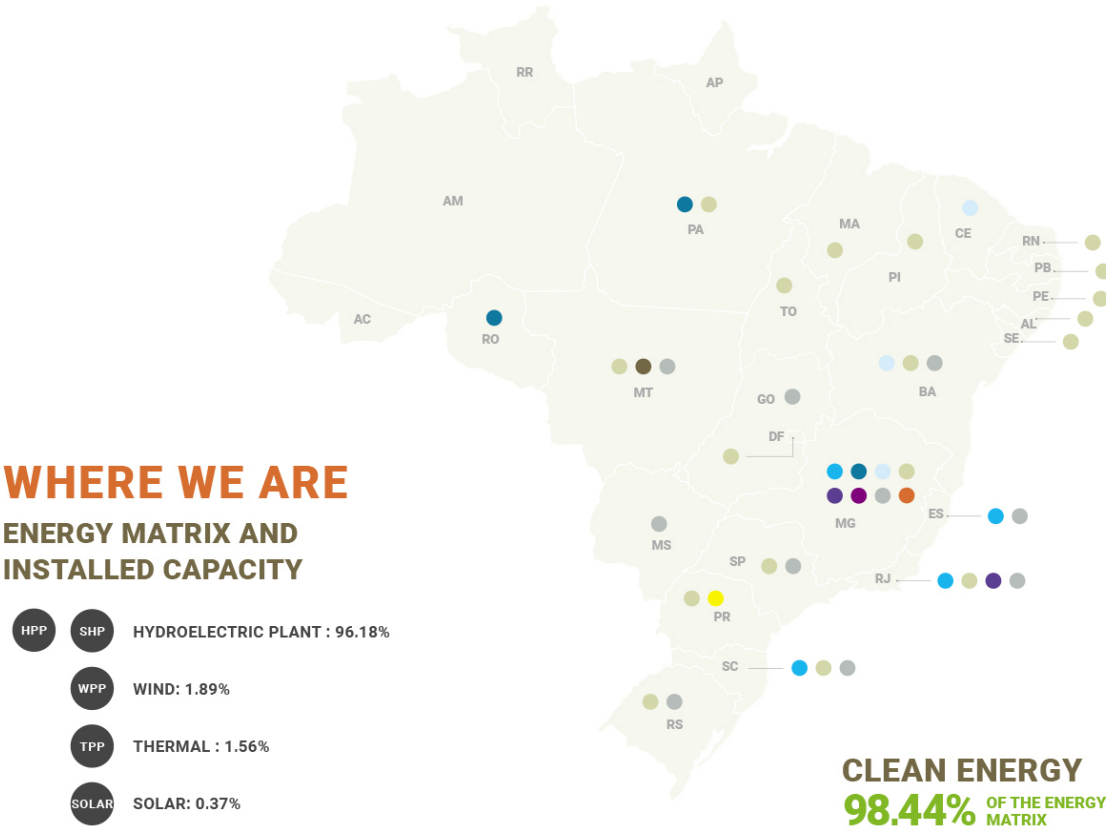 RR
AP
AM
PA
MA
CE
RN
PB
PI
PE
TO
AL
AC
SE
RO
MT
BA
GO
DF
WHERE WE ARE
ENERGY MATRIX AND
INSTALLED CAPACITY
MG
ES
MS
SP
RJ
PR
HPP SHP HYDROELECTRIC PLANT : 96.18%
SC
WPP WIND: 1.89%
RS
TPP THERMAL : 1.56%
SOLAR SOLAR: 0.37%
CLEAN ENERGY
98.44% OF THE ENERGY
MATRIX